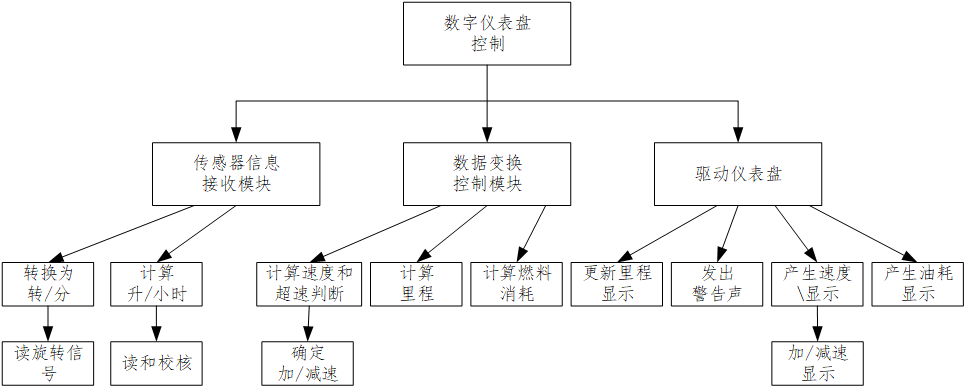 数字仪表盘
控制
传感器信息
接收模块
数据变换
控制模块
驱动仪表盘
转换为
转/分
计算
升/小时
计算速度和
超速判断
计算
里程
计算燃料
消耗
更新里程
显示
发出
警告声
产生速度
\显示
产生油耗
显示
读旋转信
号
读和校核
确定
加/减速
加/减速
显示